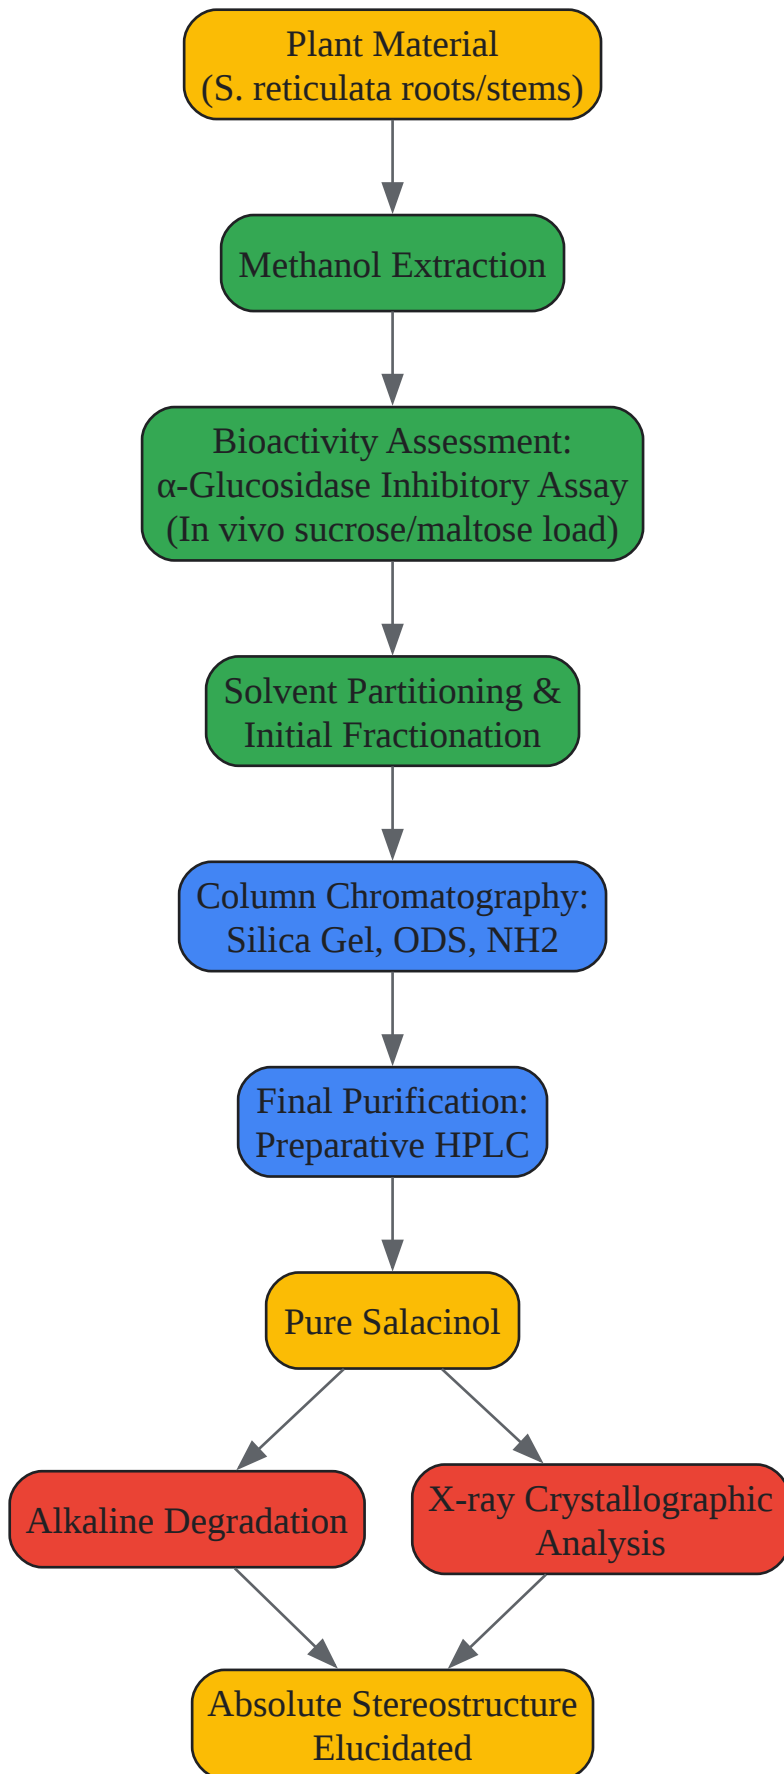 Plant Material
(S. reticulata roots/stems)
Methanol Extraction
Bioactivity Assessment:
α-Glucosidase Inhibitory Assay
(In vivo sucrose/maltose load)
Solvent Partitioning &
Initial Fractionation
Column Chromatography:
Silica Gel, ODS, NH2
Final Purification:
Preparative HPLC
Pure Salacinol
Alkaline Degradation
X-ray Crystallographic
Analysis
Absolute Stereostructure
Elucidated